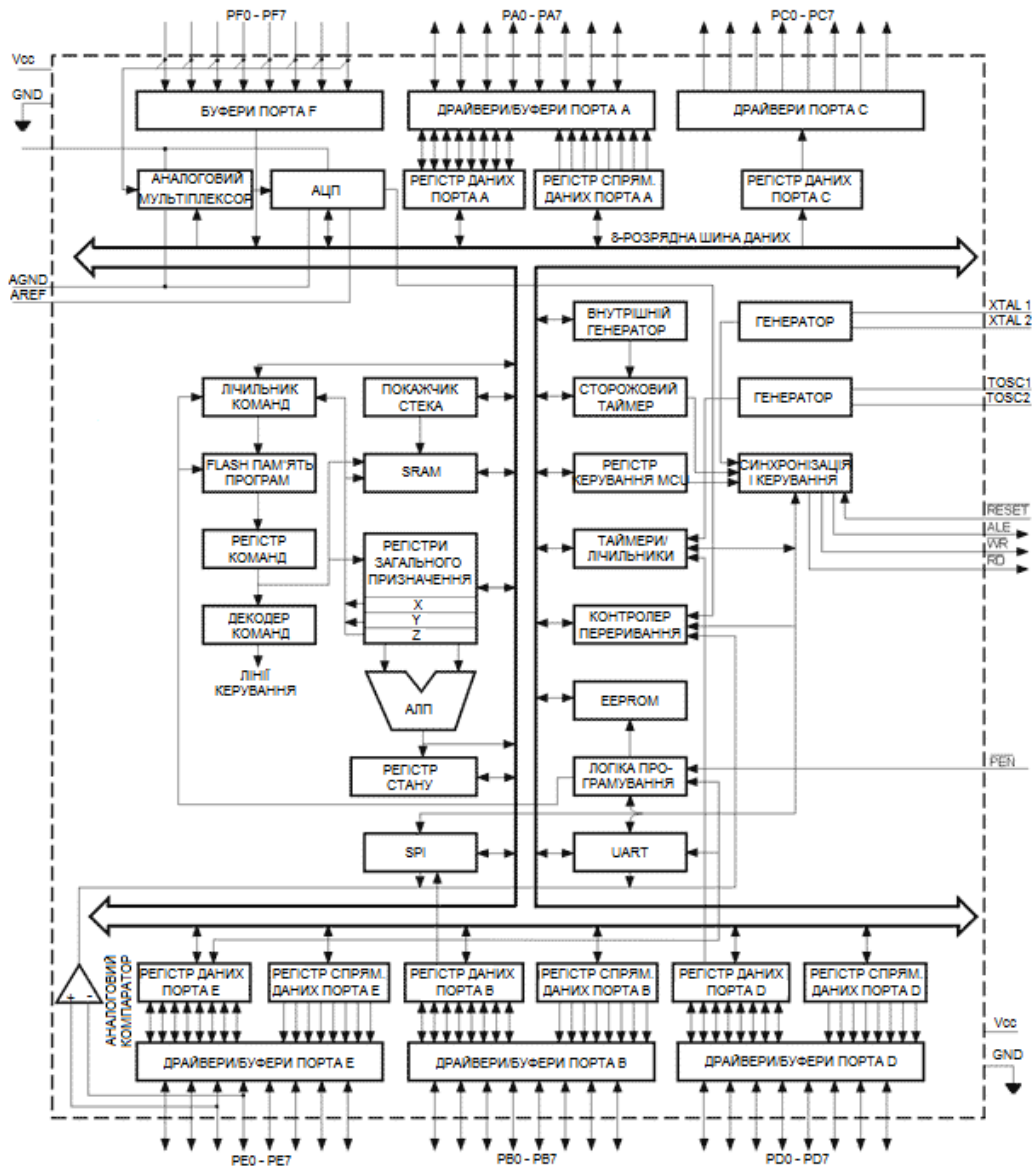 PF0 - PF7
PA0 - PA7
PC0 - PC7
Vcc
GND
БУФЕРИ ПОРТА F
ДРАЙВЕРИ/БУФЕРИ ПОРТА A
ДРАЙВЕРИ ПОРТА C
АНАЛОГОВИЙ
МУЛЬТІПЛЕКСОР
АЦП
РЕГІСТР ДАНИХ
ПОРТА A
РЕГІСТР СПРЯМ.
ДАНИХ ПОРТА A
РЕГІСТР ДАНИХ
ПОРТА C
8-РОЗРЯДНА ШИНА ДАНИХ
AGND
AREF
ВНУТРІШНІЙ
ГЕНЕРАТОР
ГЕНЕРАТОР
XTAL 1
XTAL 2
ЛІЧИЛЬНИК
КОМАНД
ПОКАЖЧИК
СТЕКА
СТОРОЖОВИЙ
ТАЙМЕР
ГЕНЕРАТОР
TOSC1
TOSC2
FLASH ПАМ'ЯТЬ
ПРОГРАМ
SRAM
РЕГІСТР
КЕРУВАННЯ MCU
СИНХРОНІЗАЦІЯ
І КЕРУВАННЯ
RESET
ALE
WR
RD
РЕГІСТР
КОМАНД
РЕГІСТРИ
ЗАГАЛЬНОГО
ПРИЗНАЧЕННЯ
X
Y
Z
ТАЙМЕРИ/
ЛІЧИЛЬНИКИ
ДЕКОДЕР
КОМАНД
КОНТРОЛЕР
ПЕРЕРИВАННЯ
ЛІНІЇ
КЕРУВАННЯ
АЛП
EEPROM
РЕГІСТР
СТАНУ
ЛОГІКА ПРО-
ГРАМУВАННЯ
PEN
SPI
UART
АНАЛОГОВИЙ
КОМПАРАТОР
+ -
РЕГІСТР ДАНИХ
ПОРТА E
РЕГІСТР СПРЯМ.
ДАНИХ ПОРТА E
РЕГІСТР ДАНИХ
ПОРТА B
РЕГІСТР СПРЯМ.
ДАНИХ ПОРТА B
РЕГІСТР ДАНИХ
ПОРТА D
РЕГІСТР СПРЯМ.
ДАНИХ ПОРТА D
ДРАЙВЕРИ/БУФЕРИ ПОРТА E
ДРАЙВЕРИ/БУФЕРИ ПОРТА B
ДРАЙВЕРИ/БУФЕРИ ПОРТА D
Vcc
GND
PE0 - PE7
PB0 - PB7
PD0 - PD7